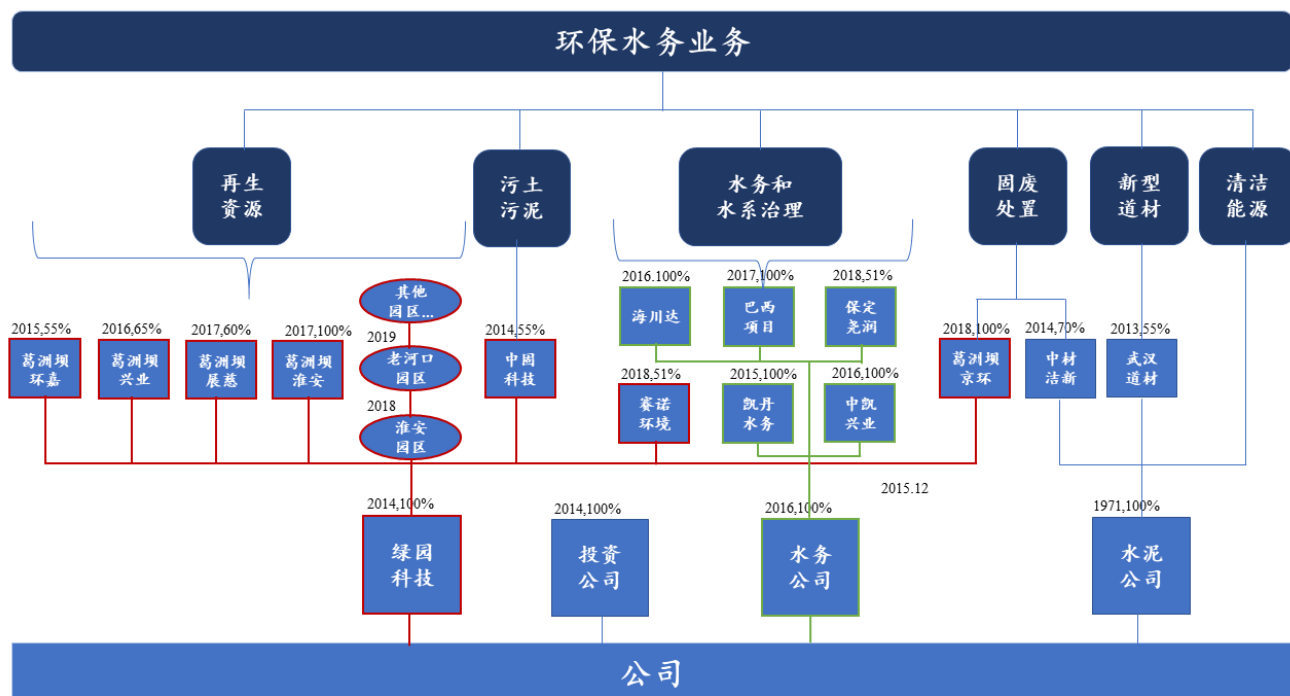 环保水务业务
再生
资源
污土
污泥
水务和
水系治理
固废
处置
新型
道材
清洁
能源
2016.100%
2017,100%
2018,51%
其他
园区...
海川达
巴西
项目
保定
尧润
2015,55%
2016,65%
2017,60%
2017,100%
2019
2014,55%
2018,100%
2014,70%
2013,55%
葛洲坝
环嘉
葛洲坝
兴业
葛洲坝
展慈
葛洲坝
淮安
老河口
园区
中固
科技
葛洲坝
京环
中材
洁新
武汉
道材
2018
2018,51%
2015,100%
2016,100%
淮安
园区
赛诺
环境
凯丹
水务
中凯
兴业
2015.12
2014,100%
2014,100%
2016,100%
1971,100%
绿园
科技
投资
公司
水务
公司
水泥
公司
公司